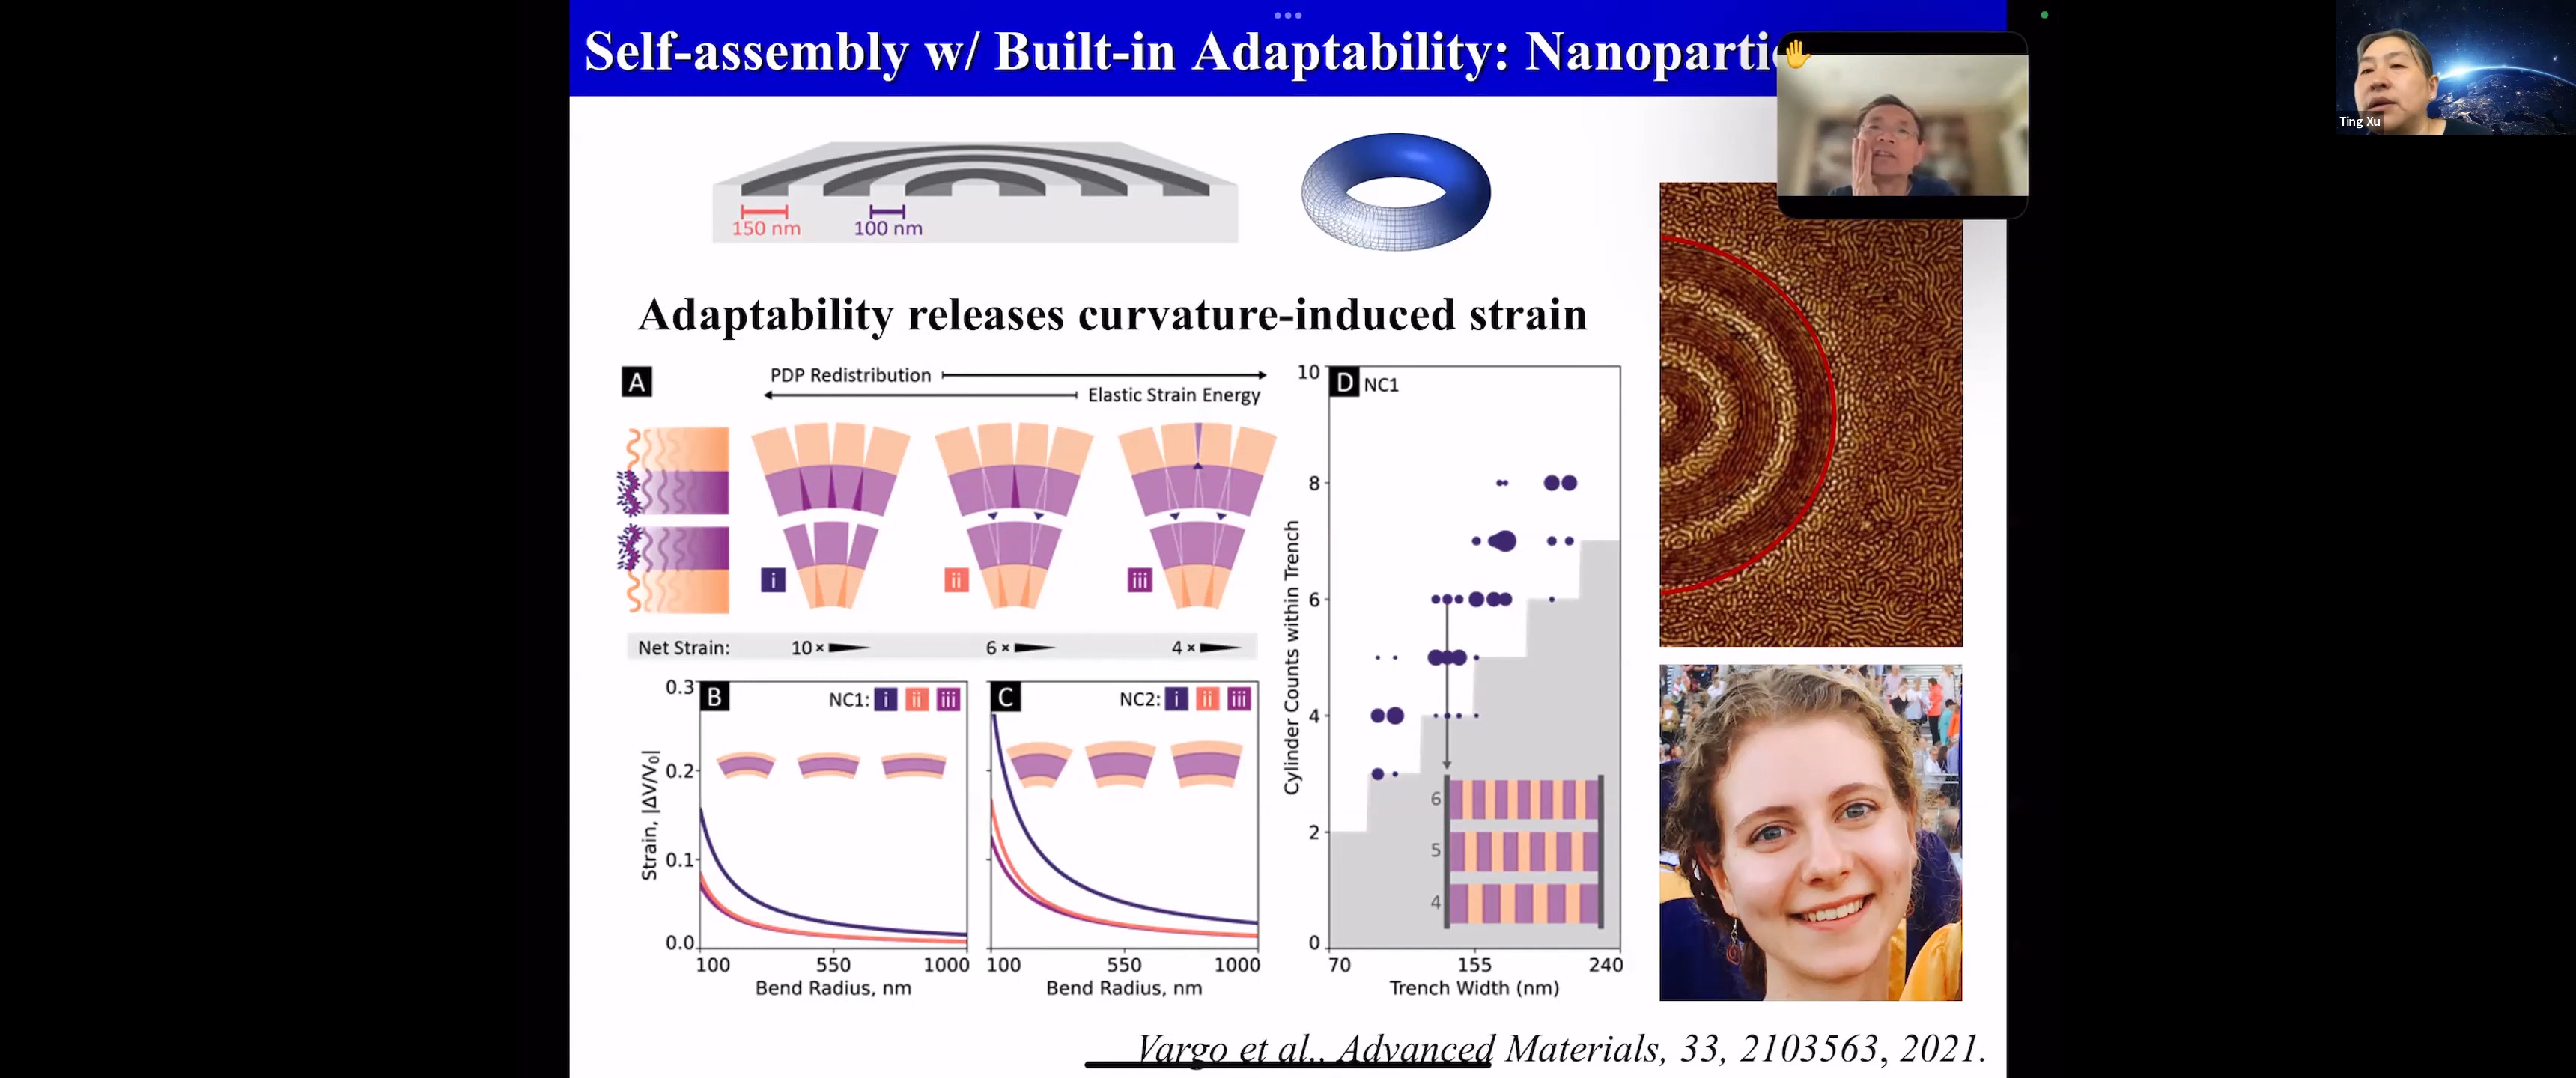 Self-assembly w/ Built-in Adaptability:
Ting Xu
150 nm
100 nm
Adaptability releases curvature-induced strain
A
PDP Redistribution
Elastic Strain Energy
i
ii
iii
Net Strain:
10×
6×
4×
B
NC1: i ii iii
0.3
0.2
0.1
0.0
Strain, |ΔV/V₀|
100
550
1000
Bend Radius, nm
C
NC2: i ii iii
100
550
1000
Bend Radius, nm
D NC1
10
8
6
4
2
0
Cylinder Counts within Trench
6
5
4
70
155
240
Trench Width (nm)
Vargo et al., Advanced Materials, 33, 2103563, 2021.